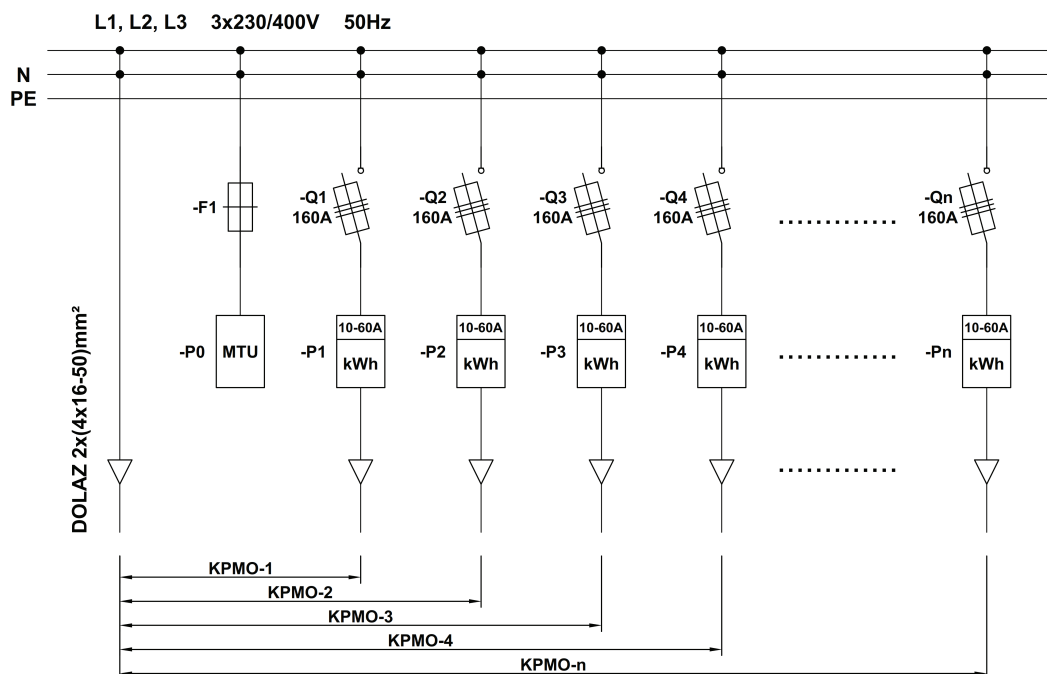 L1, L2, L3 3x230/400V 50Hz
N
PE
-F1
-Q1
160A
-Q2
160A
-Q3
160A
-Q4
160A
.............
-Qn
160A
DOLAZ 2x(4x16-50)mm²
-P0
MTU
-P1
10-60A
kWh
-P2
10-60A
kWh
-P3
10-60A
kWh
-P4
10-60A
kWh
.............
-Pn
10-60A
kWh
.............
KPMO-1
KPMO-2
KPMO-3
KPMO-4
KPMO-n